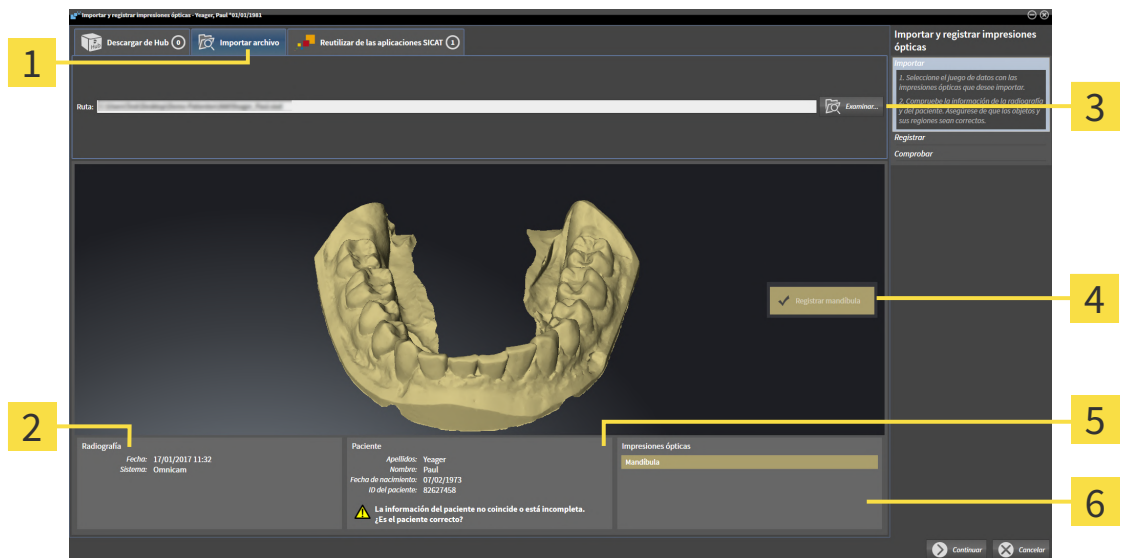 Importar y registrar impresiones ópticas - Yeager, Paul *01/01/1981
Hub
Descargar de Hub 0
Importar archivo
Reutilizar de las aplicaciones SICAT 1
Ruta:
Examinar...
Importar y registrar impresiones
ópticas
Importar
1. Seleccione el juego de datos con las
impresiones ópticas que desee importar.
2. Compruebe la información de la radiografía
y del paciente. Asegúrese de que los objetos y
sus regiones sean correctos.
Registrar
Comprobar
Registrar mandíbula
Radiografía
Fecha: 17/01/2017 11:32
Sistema: Omnicam
Paciente
Apellidos: Yeager
Nombre: Paul
Fecha de nacimiento: 07/02/1973
ID del paciente: 82627458
La información del paciente no coincide o está incompleta.
¿Es el paciente correcto?
Impresiones ópticas
Mandíbula
Continuar
Cancelar
1
2
3
4
5
6